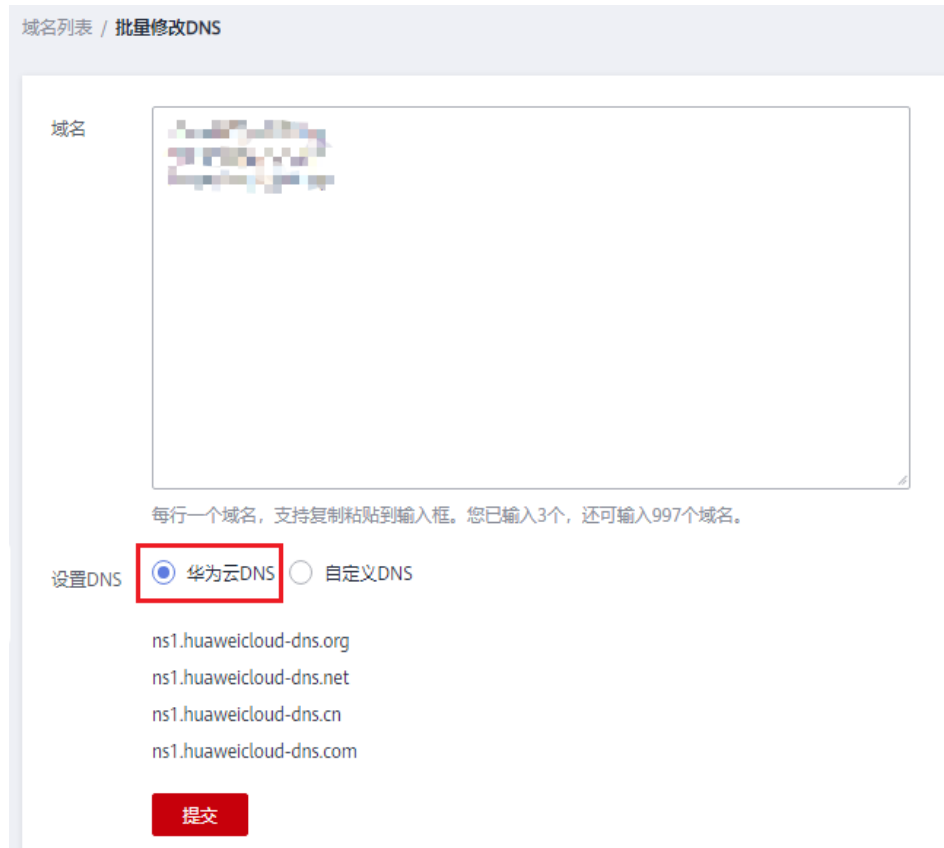 域名列表 / 批量修改DNS
域名
每行一个域名，支持复制粘贴到输入框。您已输入3个，还可输入997个域名。
设置DNS 华为云DNS 自定义DNS
ns1.huaweicloud-dns.org
ns1.huaweicloud-dns.net
ns1.huaweicloud-dns.cn
ns1.huaweicloud-dns.com
提交